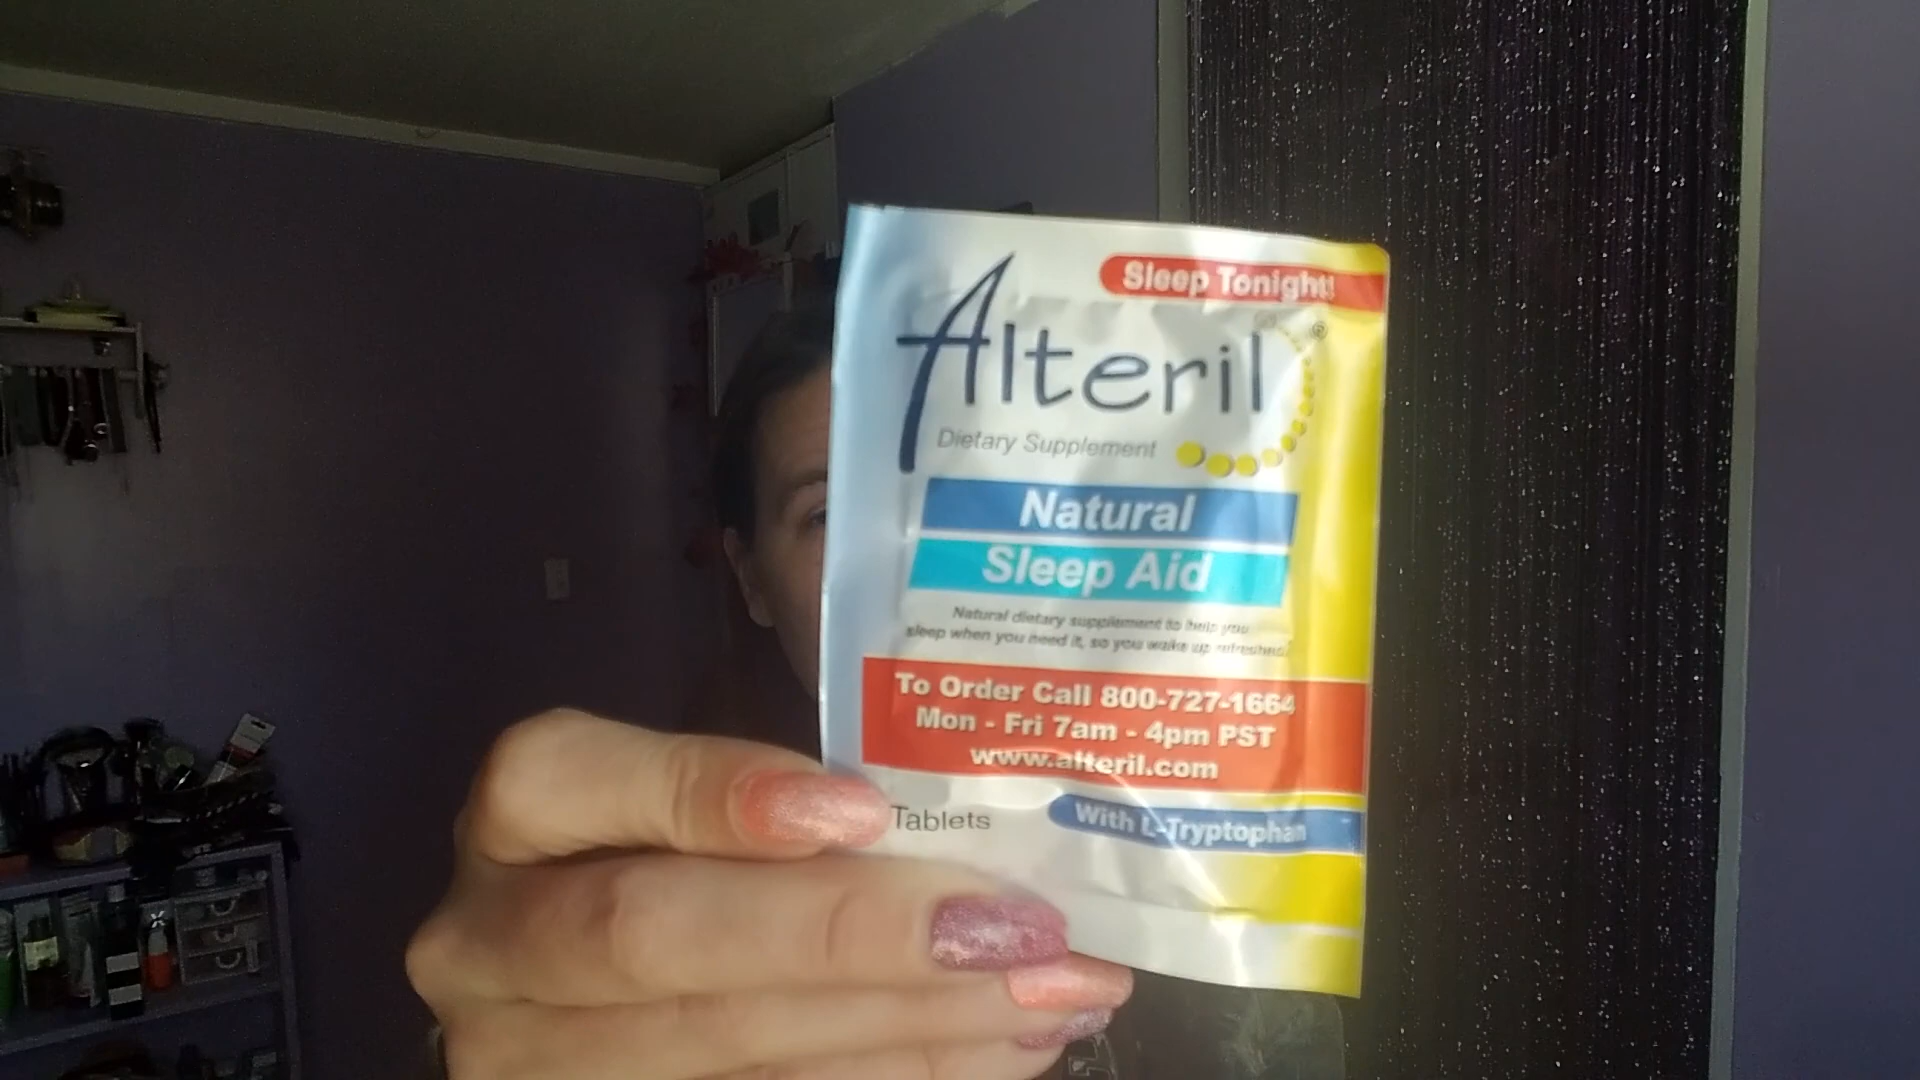 Sleep Tonight!
Alteril®
Dietary Supplement
Natural
Sleep Aid
Natural dietary supplement to help you
sleep when you need it, so you wake up refreshed!
To Order Call 800-727-1664
Mon - Fri 7am - 4pm PST
www.alteril.com
Tablets
With L-Tryptophan